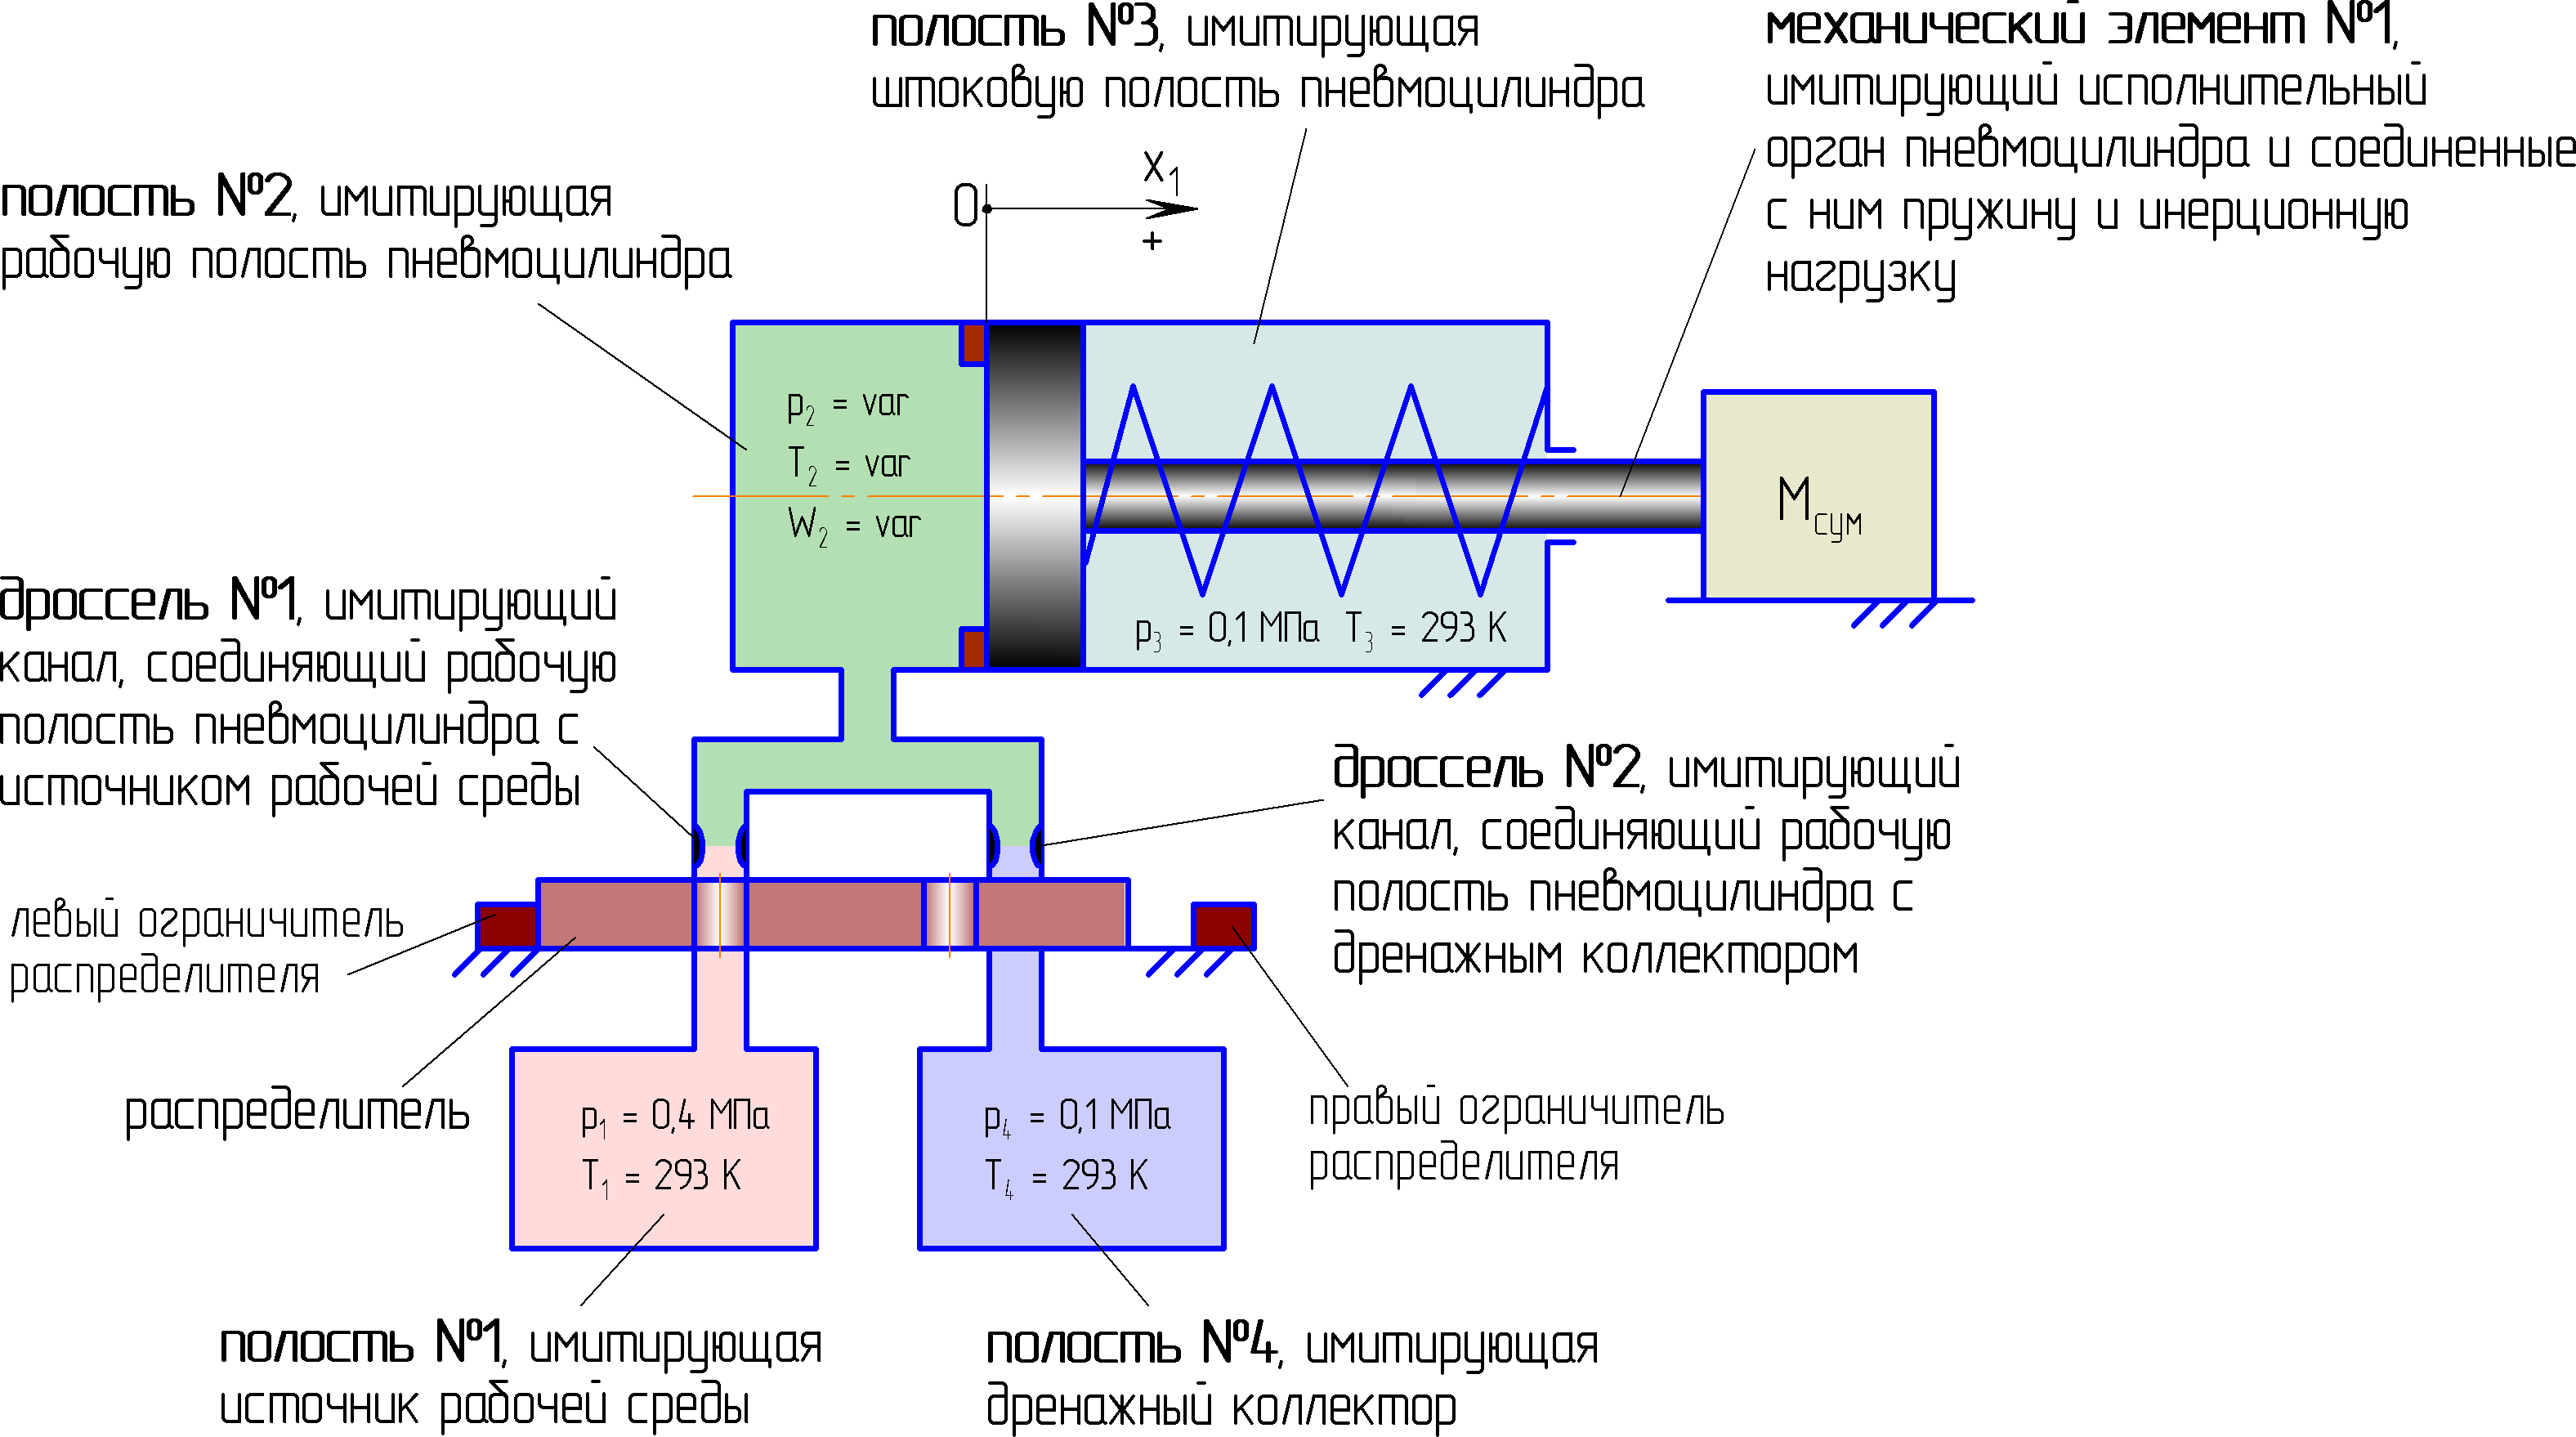 полость №3, имитирующая
штоковую полость пневмоцилиндра
механический элемент №1,
имитирующий исполнительный
орган пневмоцилиндра и соединенные
с ним пружину и инерционную
нагрузку
полость №2, имитирующая
рабочую полость пневмоцилиндра
0
x1
+
p2 = var
T2 = var
W2 = var
Mсум
p3 = 0,1 МПа T3 = 293 К
дроссель №1, имитирующий
канал, соединяющий рабочую
полость пневмоцилиндра с
источником рабочей среды
дроссель №2, имитирующий
канал, соединяющий рабочую
полость пневмоцилиндра с
дренажным коллектором
левый ограничитель
распределителя
распределитель
p1 = 0,4 МПа
T1 = 293 К
p4 = 0,1 МПа
T4 = 293 К
правый ограничитель
распределителя
полость №1, имитирующая
источник рабочей среды
полость №4, имитирующая
дренажный коллектор